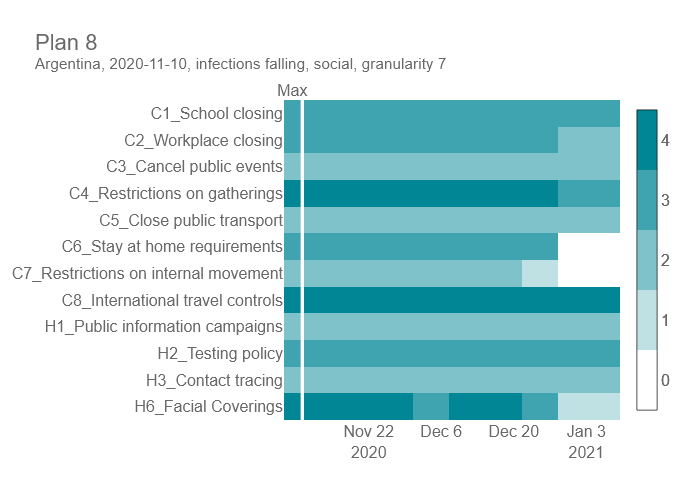 Plan 8
Argentina, 2020-11-10, infections falling, social, granularity 7
Max
C1_School closing
C2_Workplace closing
C3_Cancel public events
C4_Restrictions on gatherings
C5_Close public transport
C6_Stay at home requirements
C7_Restrictions on internal movement
C8_International travel controls
H1_Public information campaigns
H2_Testing policy
H3_Contact tracing
H6_Facial Coverings
Nov 22 Dec 6 Dec 20 Jan 3
2020 2021
4
3
2
1
0